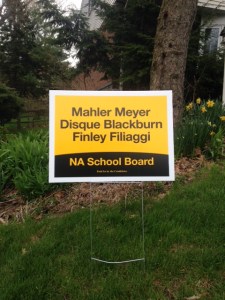 Mahler Meyer
Disque Blackburn
Finley Filiaggi
NA School Board